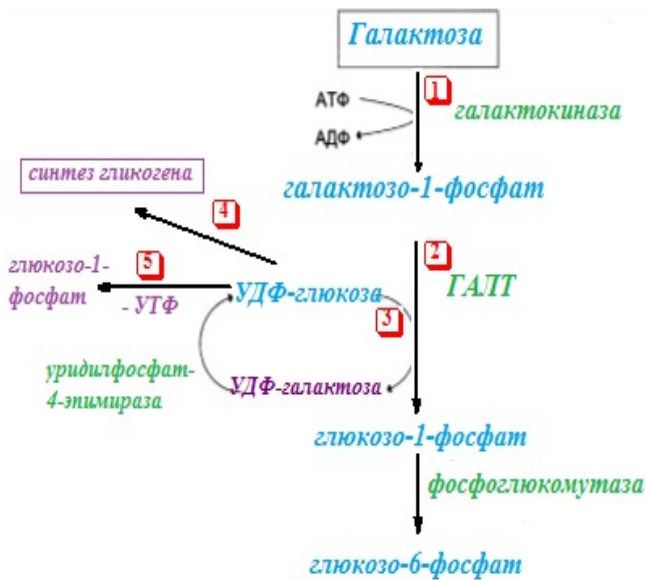 Галактоза
1
АТФ
галактокиназа
АДФ
синтез гликогена
галактозо-1-фосфат
4
2
глюкозо-1-
фосфат
5
- УТФ
УДФ-глюкоза
ГАЛТ
3
уридилфосфат-
4-эпимираза
УДФ-галактоза
глюкозо-1-фосфат
фосфоглюкомутаза
глюкозо-6-фосфат